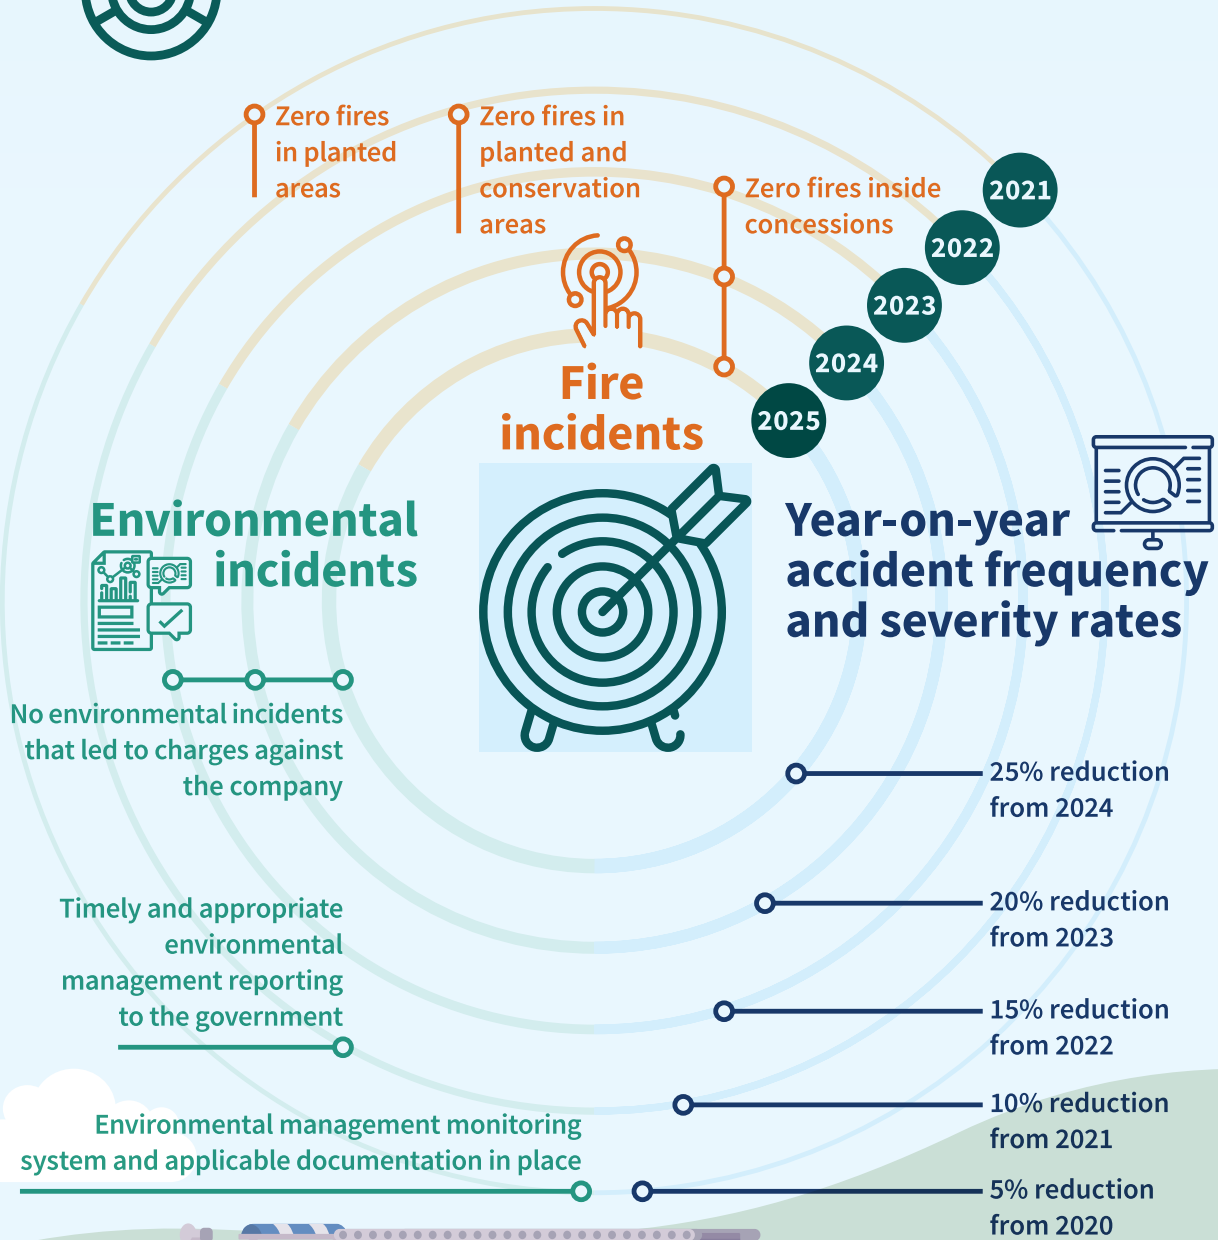 Zero fires
in planted
areas
Zero fires in
planted and
conservation
areas
Zero fires inside
concessions
2021
2022
2023
2024
2025
Fire
incidents
Environmental
incidents
Year-on-year
accident frequency
and severity rates
No environmental incidents
that led to charges against
the company
Timely and appropriate
environmental
management reporting
to the government
Environmental management monitoring
system and applicable documentation in place
25% reduction
from 2024
20% reduction
from 2023
15% reduction
from 2022
10% reduction
from 2021
5% reduction
from 2020